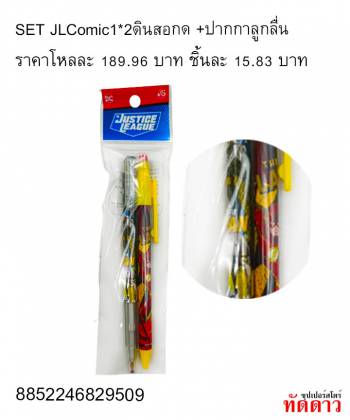 SET JLComic1*2ดินสอกด +ปากกาลูกลื่น
ราคาโหลละ 189.96 บาท ชิ้นละ 15.83 บาท
JUSTICE
LEAGUE
8852246829509
ซุปเปอร์สโตร์
ทัดดาว